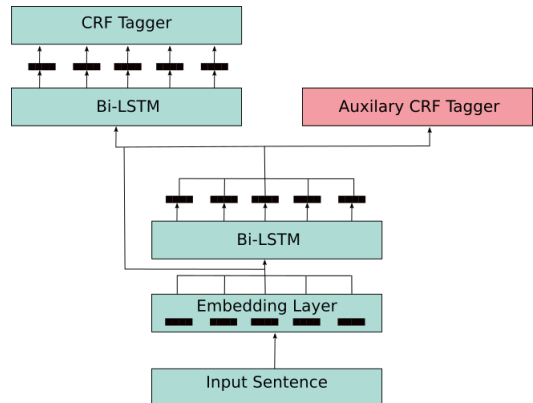 CRF Tagger
Bi-LSTM
Auxilary CRF Tagger
Bi-LSTM
Embedding Layer
Input Sentence